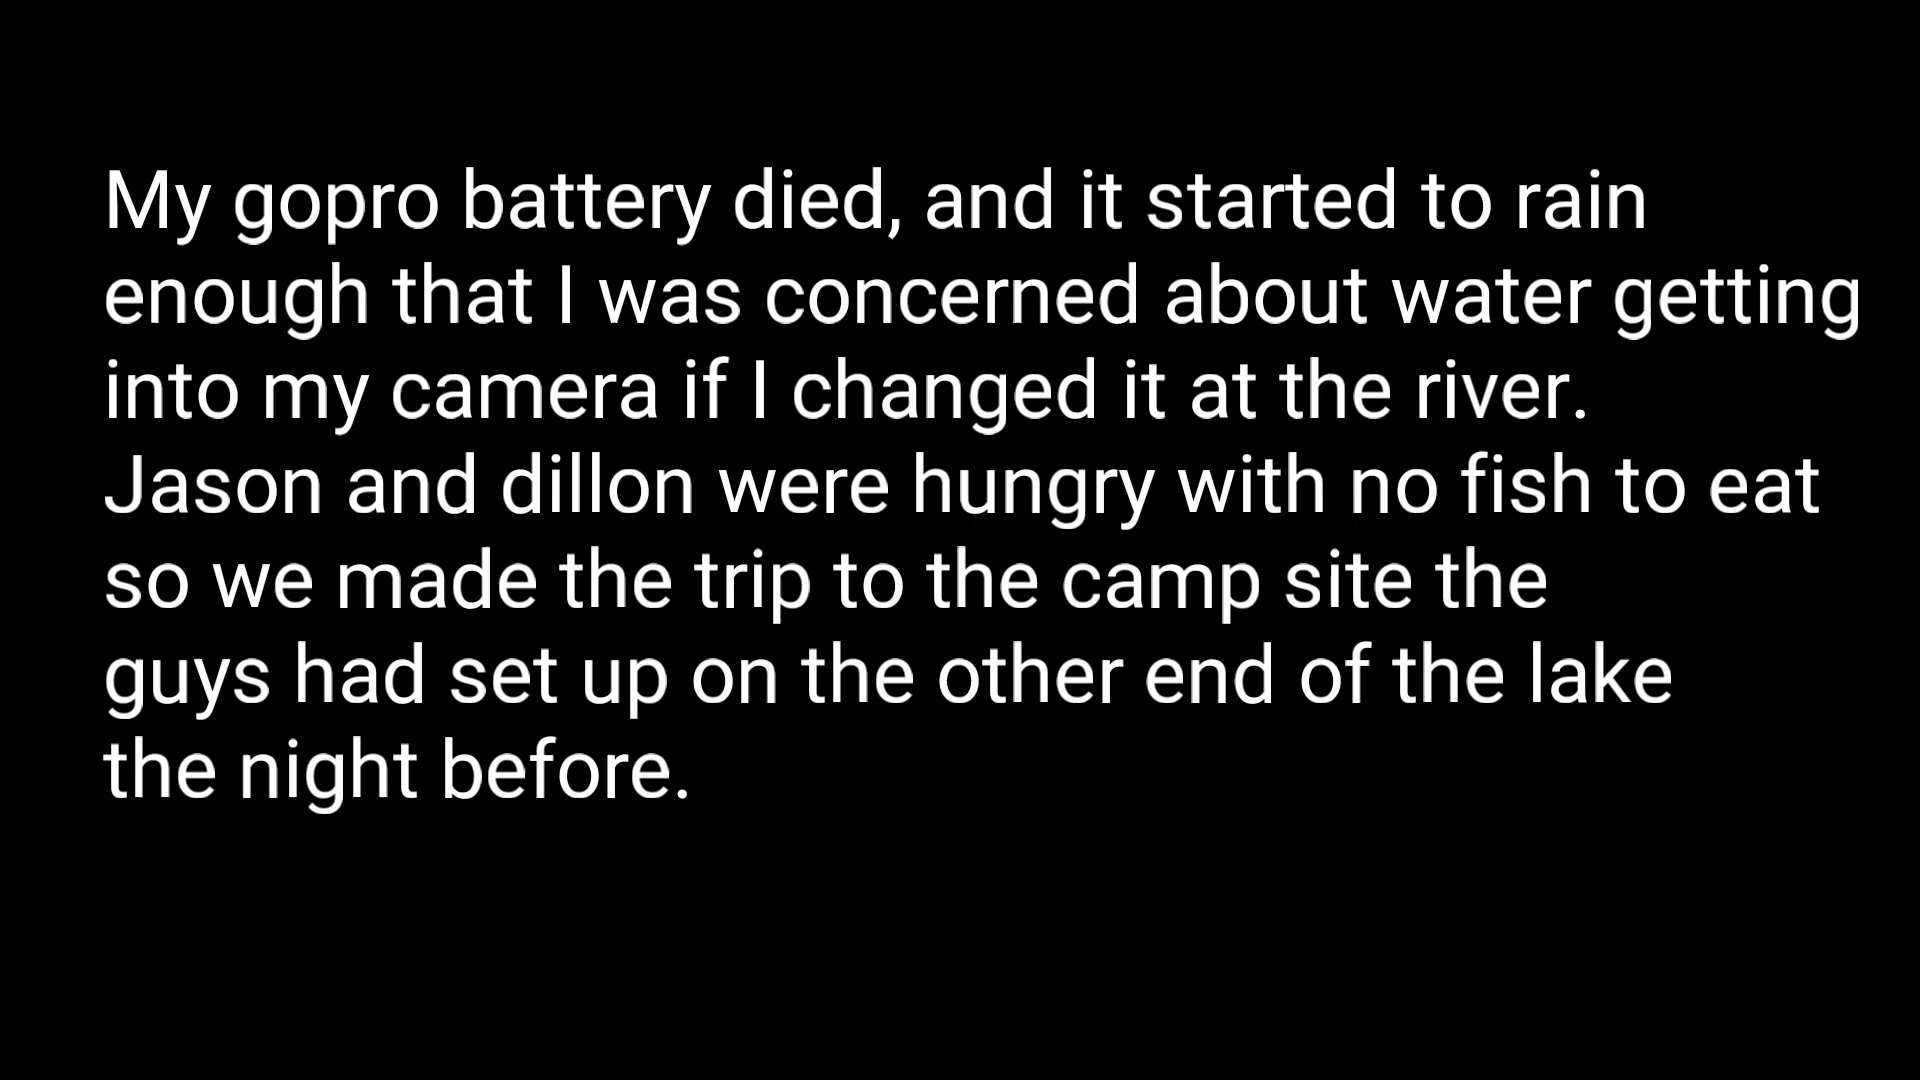 My gopro battery died, and it started to rain
enough that I was concerned about water getting
into my camera if I changed it at the river.
Jason and dillon were hungry with no fish to eat
so we made the trip to the camp site the
guys had set up on the other end of the lake
the night before.